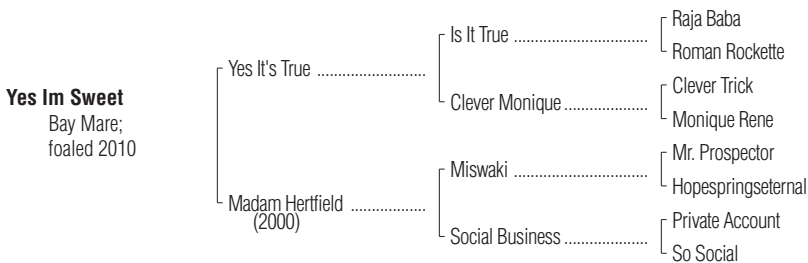 Yes Im Sweet
Bay Mare;
foaled 2010
Yes It's True ..........................
Madam Hertfield ..................
(2000)
Is It True ................................
Clever Monique ....................
Miswaki .................................
Social Business ....................
Raja Baba
Roman Rockette
Clever Trick
Monique Rene
Mr. Prospector
Hopespringseternal
Private Account
So Social